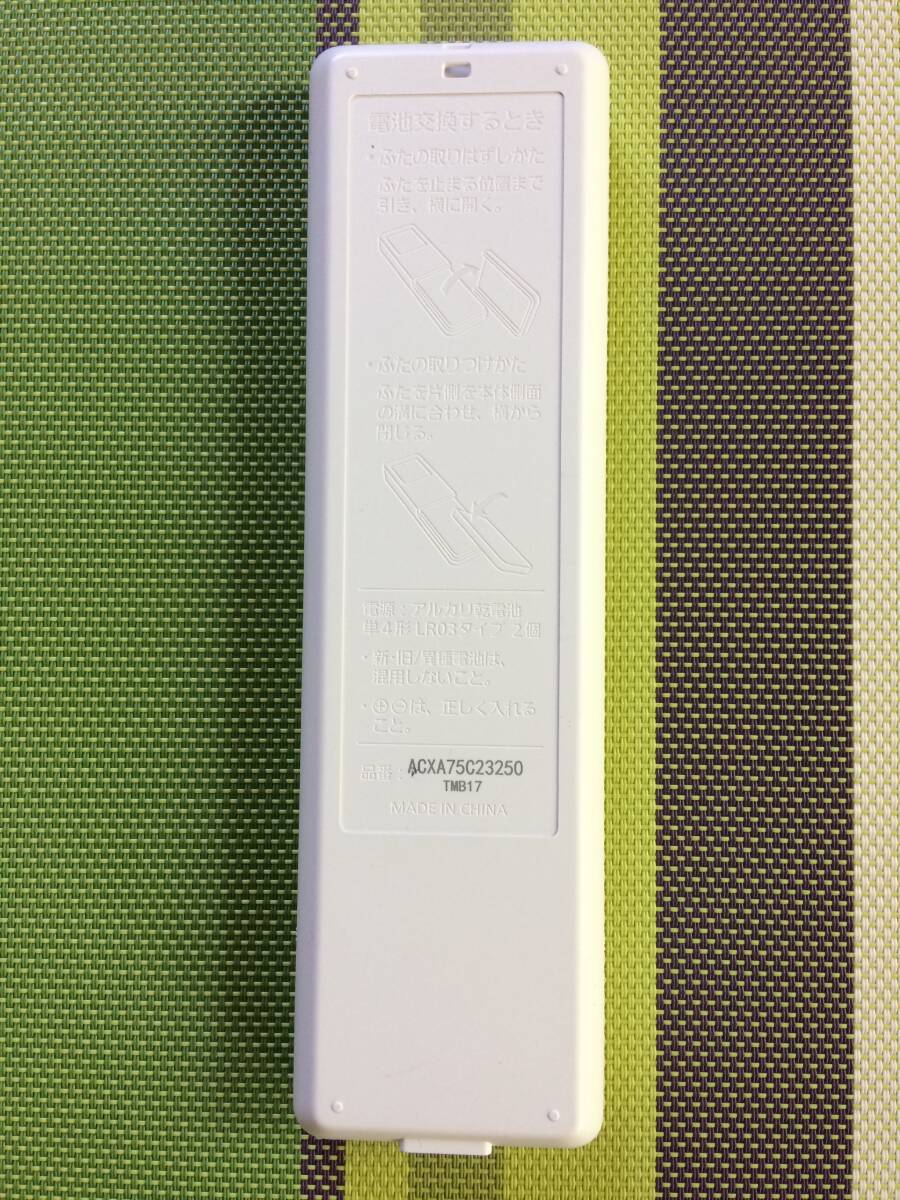 電池交換するとき
・ふたの取りはずしかた
ふたを止まる位置まで
引き、横に開く。
・ふたの取りつけかた
ふたを片側を本体側面
の溝に合わせ、横から
閉じる。
電源：アルカリ乾電池
単4形 LR03タイプ 2個
・新・旧/異種電池は、
混用しないこと。
・⊕⊖は、正しく入れる
こと。
品番：ACXA75C23250
TMB17
MADE IN CHINA